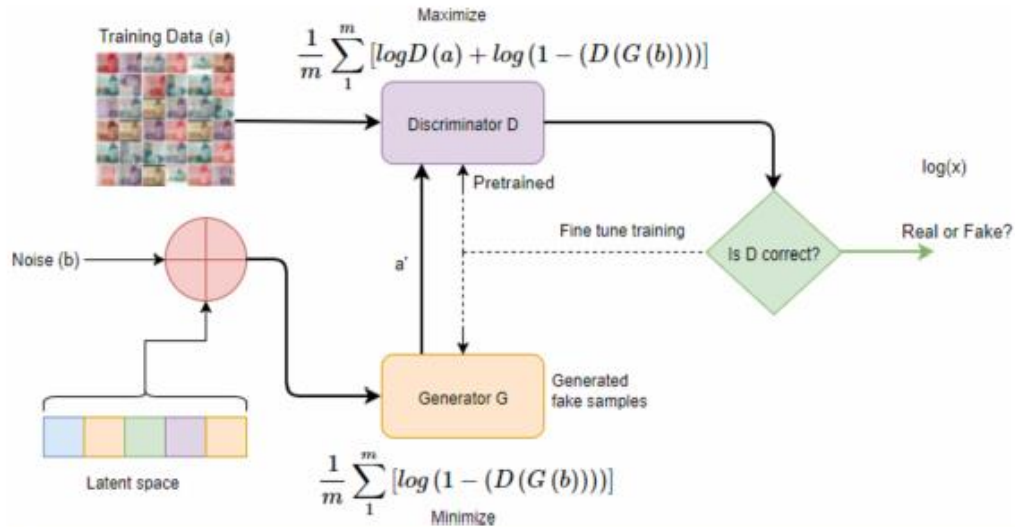 Maximize
Training Data (a)
\frac{1}{m} \sum_{1}^{m} [logD(a) + log(1 - (D(G(b))))]
Discriminator D
log(x)
Pretrained
Fine tune training
Is D correct?
Real or Fake?
Noise (b)
a'
Generator G
Generated
fake samples
Latent space
\frac{1}{m} \sum_{1}^{m} [log(1 - (D(G(b))))]
Minimize